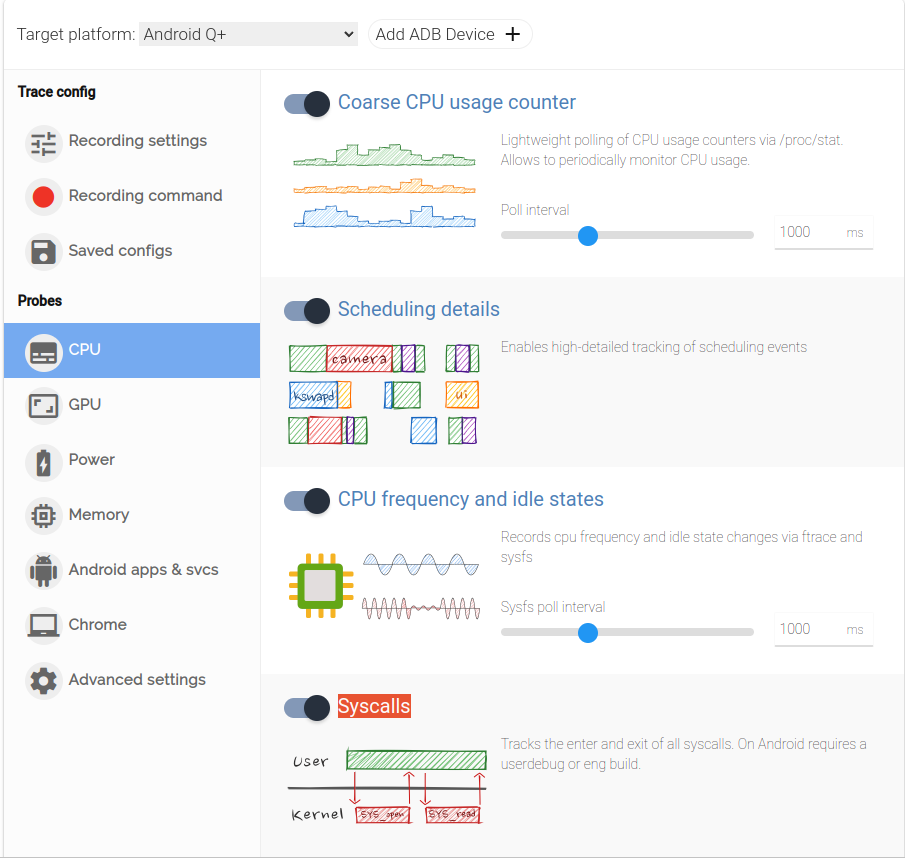 Target platform: Android Q+ Add ADB Device
Trace config
Recording settings
Recording command
Saved configs
Probes
CPU
GPU
Power
Memory
Android apps & svcs
Chrome
Advanced settings
Coarse CPU usage counter
Lightweight polling of CPU usage counters via /proc/stat.
Allows to periodically monitor CPU usage.
Poll interval
1000 ms
Scheduling details
camera
kswapd
ui
Enables high-detailed tracking of scheduling events
CPU frequency and idle states
Records cpu frequency and idle state changes via ftrace and
sysfs
Sysfs poll interval
1000 ms
Syscalls
User
Kernel SYS_open SYS_read
Tracks the enter and exit of all syscalls. On Android requires a
userdebug or eng build.